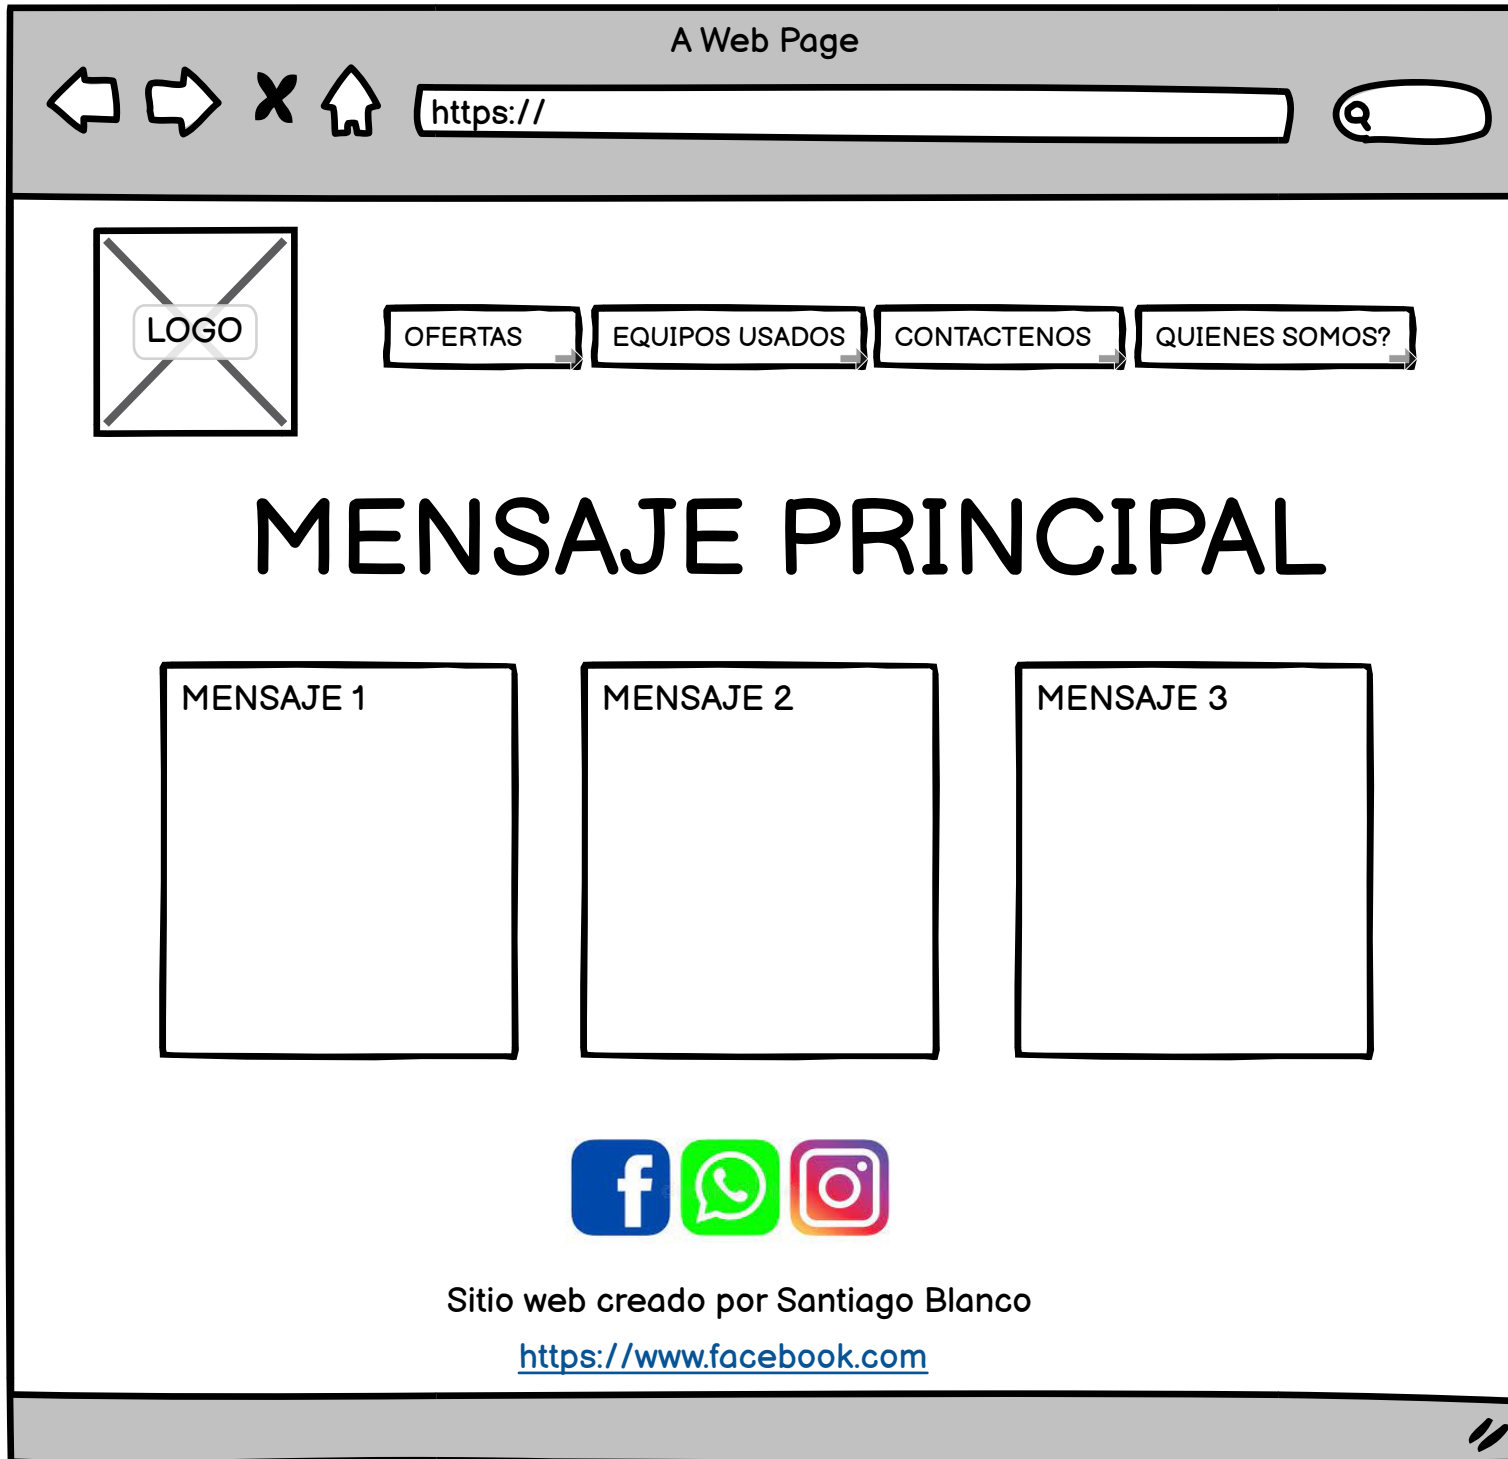 A Web Page
https://
LOGO
OFERTAS
EQUIPOS USADOS
CONTACTENOS
QUIENES SOMOS?
MENSAJE PRINCIPAL
MENSAJE 1
MENSAJE 2
MENSAJE 3
Sitio web creado por Santiago Blanco
https://www.facebook.com